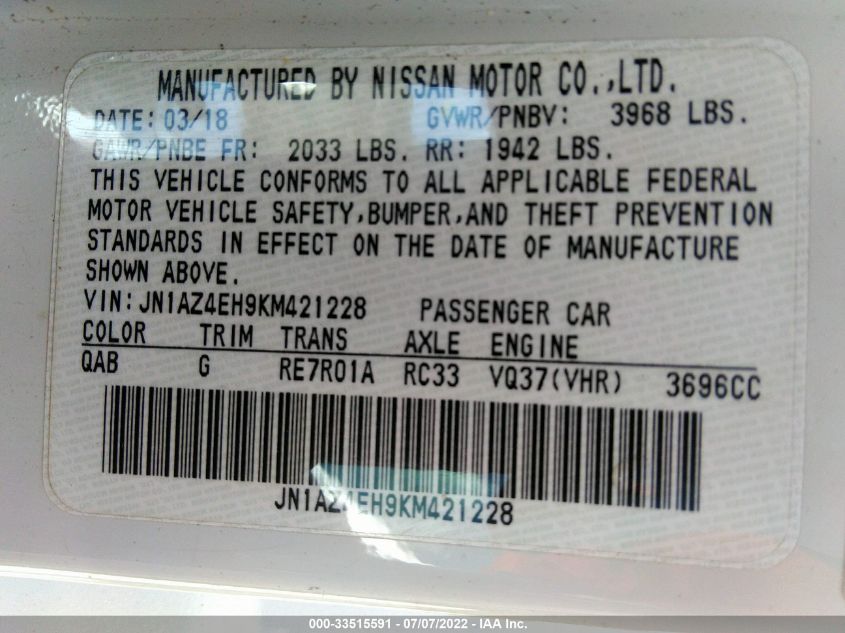 MANUFACTURED BY NISSAN MOTOR CO.,LTD.
DATE: 03/18 GVWR/PNBV: 3968 LBS.
GAWR/PNBE FR: 2033 LBS. RR: 1942 LBS.
THIS VEHICLE CONFORMS TO ALL APPLICABLE FEDERAL
MOTOR VEHICLE SAFETY,BUMPER,AND THEFT PREVENTION
STANDARDS IN EFFECT ON THE DATE OF MANUFACTURE
SHOWN ABOVE.
VIN: JN1AZ4EH9KM421228 PASSENGER CAR
COLOR TRIM TRANS AXLE ENGINE
QAB G RE7R01A RC33 VQ37(VHR) 3696CC
JN1AZ4EH9KM421228
000-33515591 - 07/07/2022 - IAA Inc.